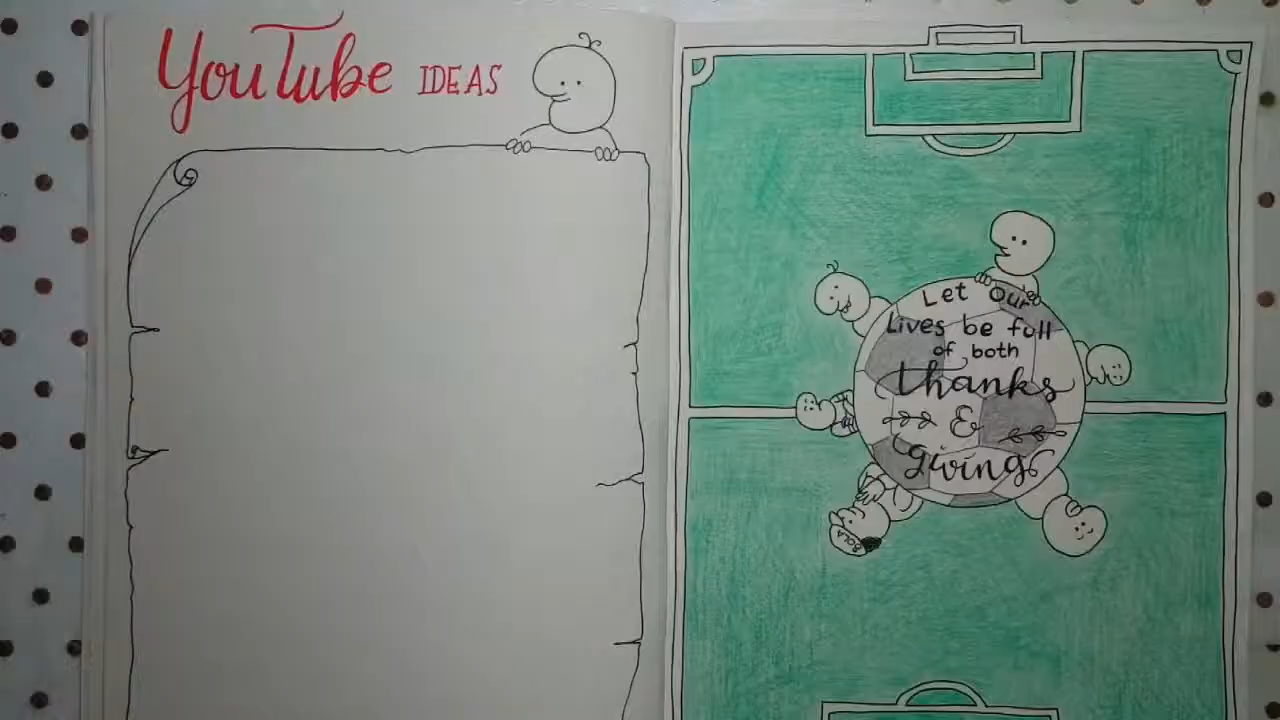 YouTube IDEAS
Let Our
Lives be full
of both
thanks
&
giving